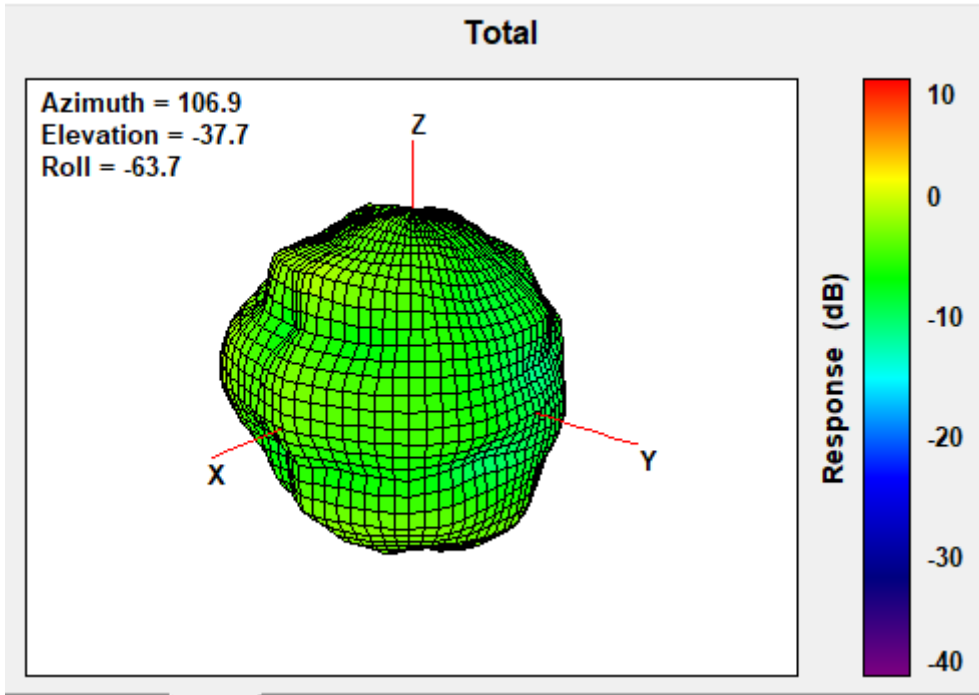 Total
Azimuth = 106.9
Elevation = -37.7
Roll = -63.7
Z
X
Y
Response (dB)
10
0
-10
-20
-30
-40